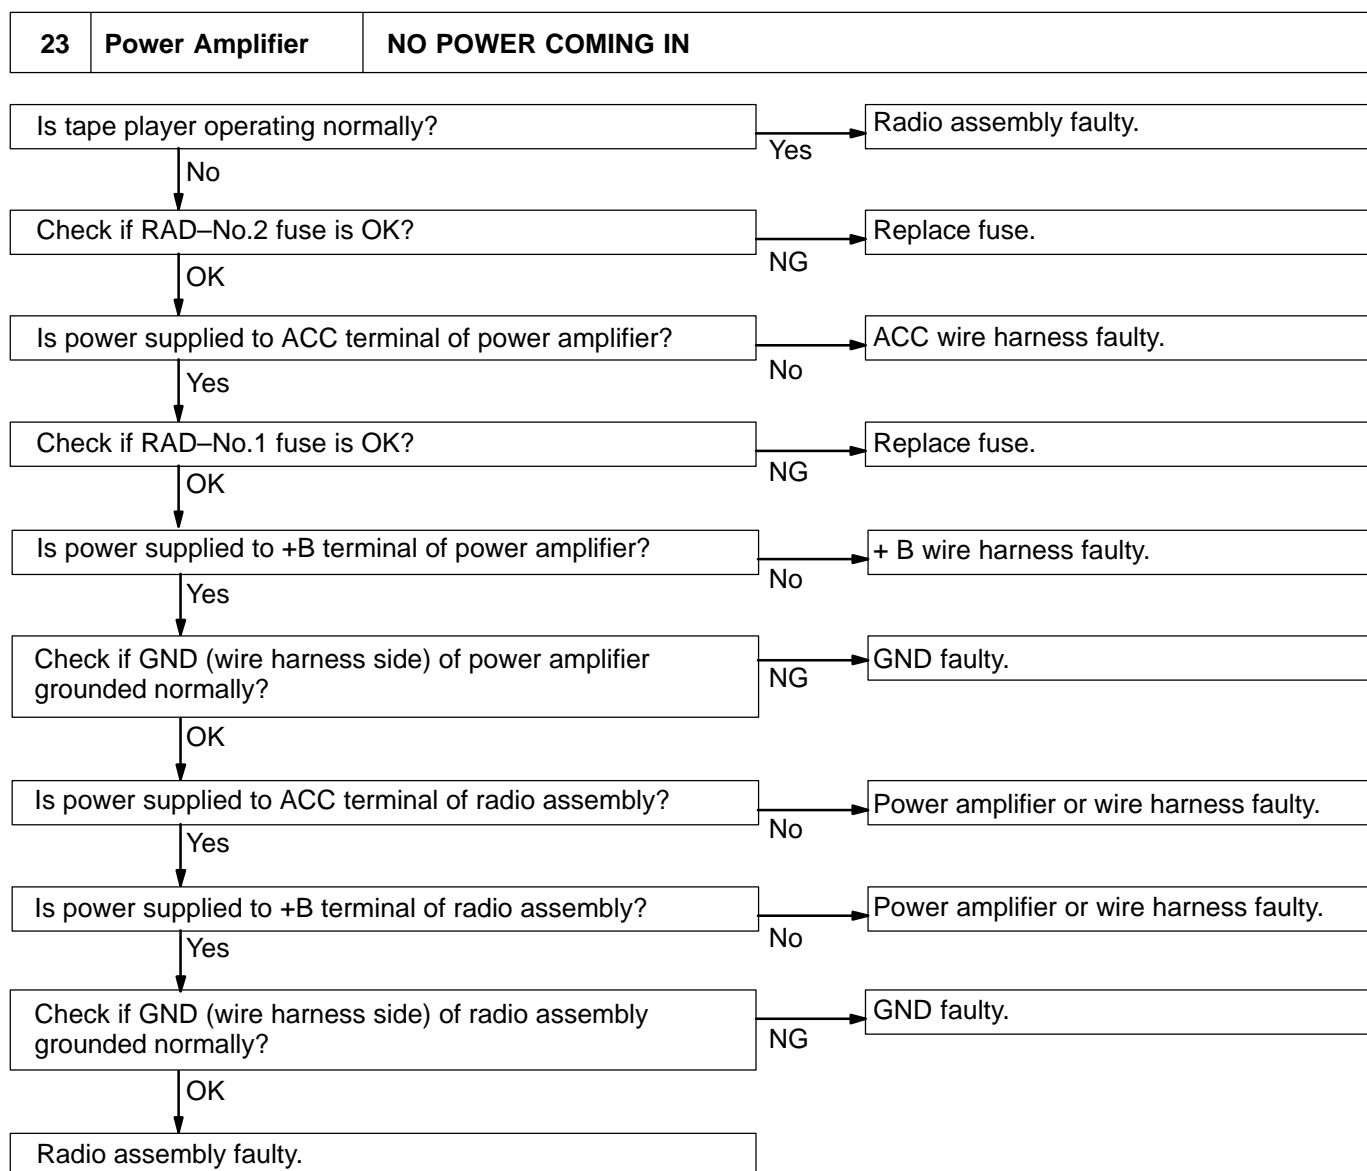 23 Power Amplifier NO POWER COMING IN
Is tape player operating normally?
Yes
Radio assembly faulty.
No
Check if RAD–No.2 fuse is OK?
NG
Replace fuse.
OK
Is power supplied to ACC terminal of power amplifier?
No
ACC wire harness faulty.
Yes
Check if RAD–No.1 fuse is OK?
NG
Replace fuse.
OK
Is power supplied to +B terminal of power amplifier?
No
+ B wire harness faulty.
Yes
Check if GND (wire harness side) of power amplifier
grounded normally?
NG
GND faulty.
OK
Is power supplied to ACC terminal of radio assembly?
No
Power amplifier or wire harness faulty.
Yes
Is power supplied to +B terminal of radio assembly?
No
Power amplifier or wire harness faulty.
Yes
Check if GND (wire harness side) of radio assembly
grounded normally?
NG
GND faulty.
OK
Radio assembly faulty.